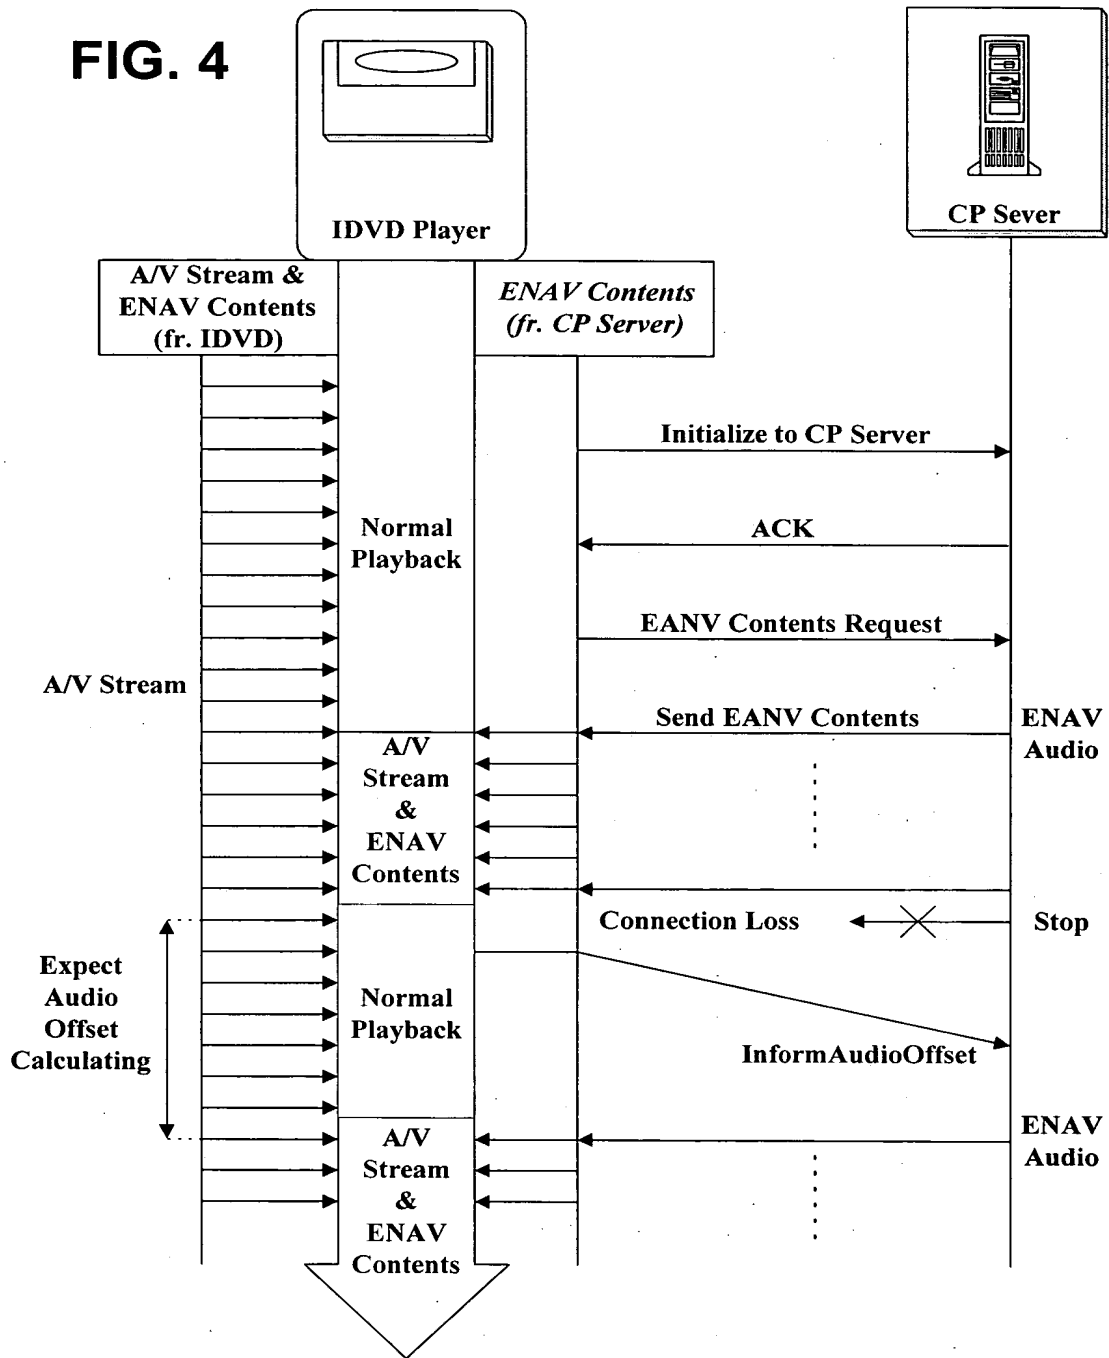 FIG. 4
IDVD Player
CP Sever
A/V Stream &
ENAV Contents
(fr. IDVD)
ENAV Contents
(fr. CP Server)
Initialize to CP Server
Normal
Playback
ACK
EANV Contents Request
A/V Stream
Send EANV Contents
ENAV
Audio
A/V
Stream
&
ENAV
Contents
Connection Loss
Stop
Expect
Audio
Offset
Calculating
Normal
Playback
InformAudioOffset
ENAV
Audio
A/V
Stream
&
ENAV
Contents